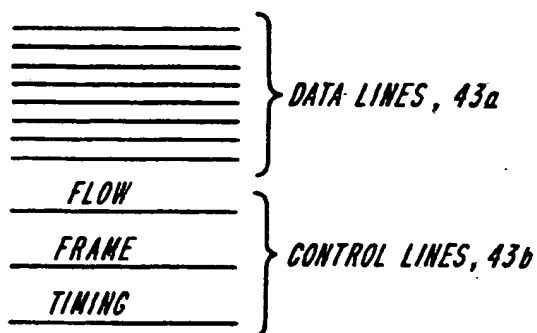 DATA LINES, 43a
FLOW
FRAME
CONTROL LINES, 43b
TIMING